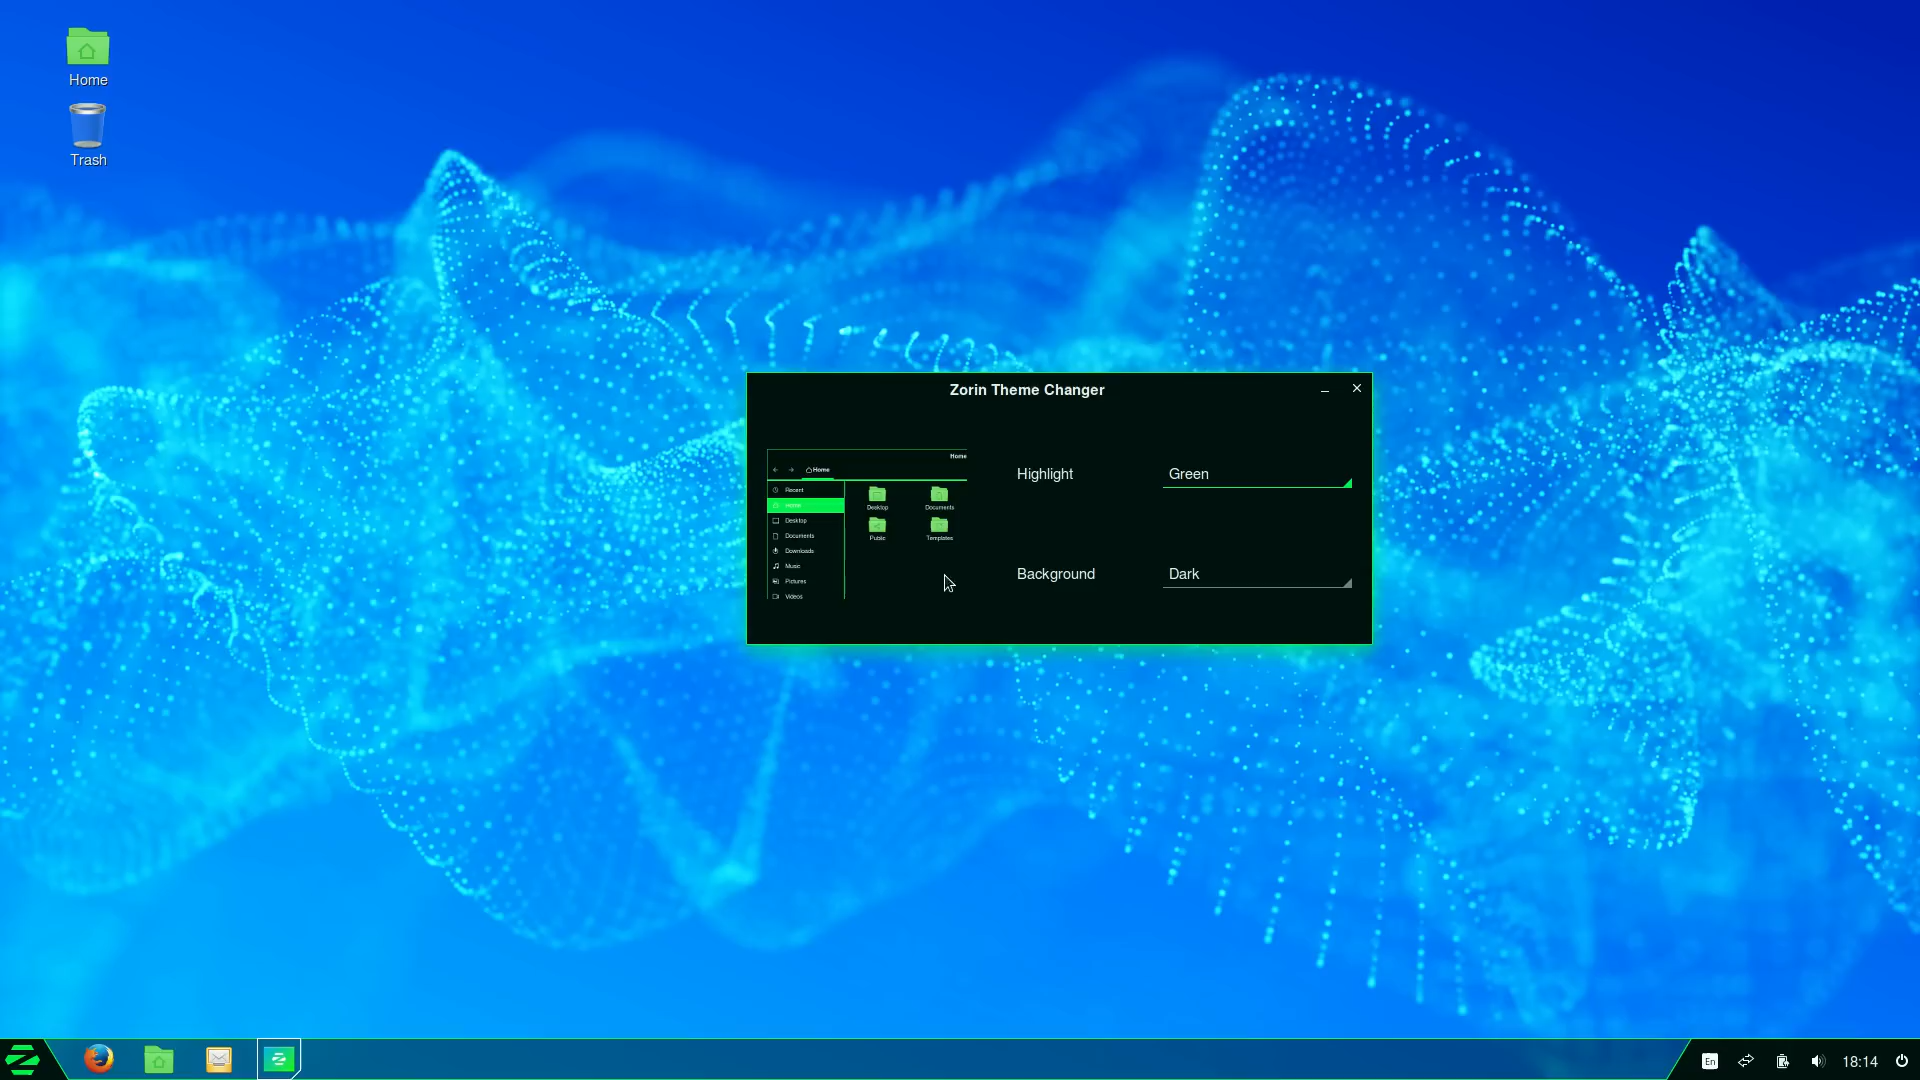 Home
Trash
Zorin Theme Changer
Home
Home
Recent
Home
Desktop
Documents
Downloads
Music
Pictures
Videos
Desktop
Documents
Public
Templates
Highlight
Green
Background
Dark
En
18:14